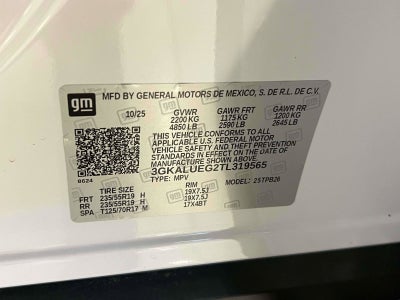 gm MFD BY GENERAL MOTORS DE MEXICO, S. DE R.L. DE C.V.
10/25 GVWR GAWR FRT GAWR RR
2200 KG 1175 KG 1200 KG
4850 LB 2590 LB 2645 LB
THIS VEHICLE CONFORMS TO ALL
APPLICABLE U.S. FEDERAL MOTOR
VEHICLE SAFETY AND THEFT PREVENTION
STANDARDS IN EFFECT ON THE DATE OF
MANUFACTURE SHOWN ABOVE.
3GKALUEG2TL319565
8624 TYPE: MPV MODEL: 25TPB26
TIRE SIZE RIM
FRT 235/55R19 H 19X7.5J
RR 235/55R19 H 19X7.5J
SPA T125/70R17 M 17X4BT